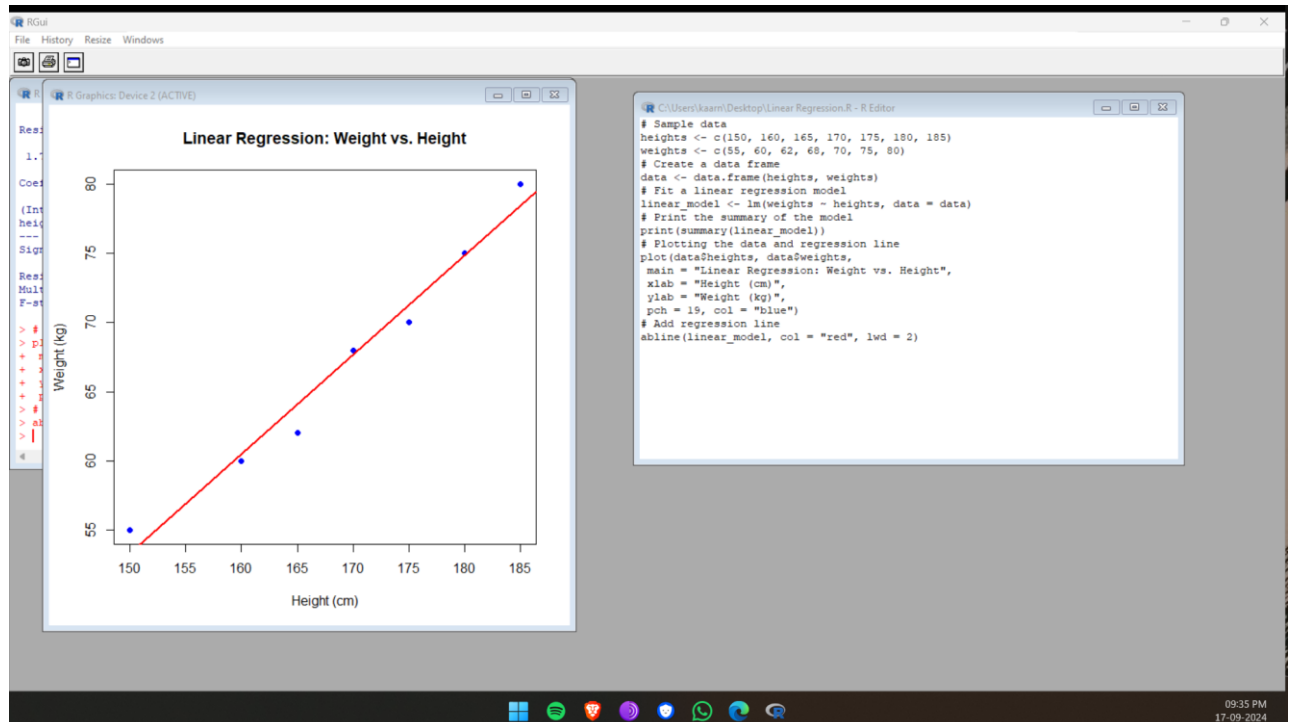 RGui
File History Resize Windows
R Graphics: Device 2 (ACTIVE)
Linear Regression: Weight vs. Height
80
75
70
65
60
55
Weight (kg)
150 155 160 165 170 175 180 185
Height (cm)
C:\Users\kaarn\Desktop\Linear Regression.R - R Editor
# Sample data
heights <- c(150, 160, 165, 170, 175, 180, 185)
weights <- c(55, 60, 62, 68, 70, 75, 80)
# Create a data frame
data <- data.frame(heights, weights)
# Fit a linear regression model
linear_model <- lm(weights ~ heights, data = data)
# Print the summary of the model
print(summary(linear_model))
# Plotting the data and regression line
plot(data$heights, data$weights,
main = "Linear Regression: Weight vs. Height",
xlab = "Height (cm)",
ylab = "Weight (kg)",
pch = 19, col = "blue")
# Add regression line
abline(linear_model, col = "red", lwd = 2)
09:35 PM
17-09-2024